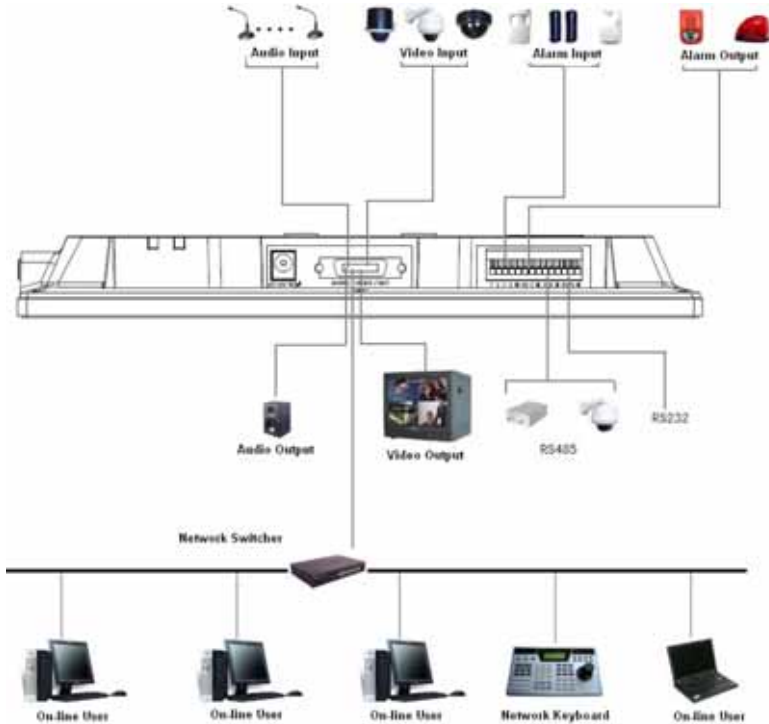 Audio Input
Video Input
Alarm Input
Alarm Output
Audio Output
Video Output
RS485
RS232
Network Switcher
On-line User
On-line User
On-line User
Network Keyboard
On-line User